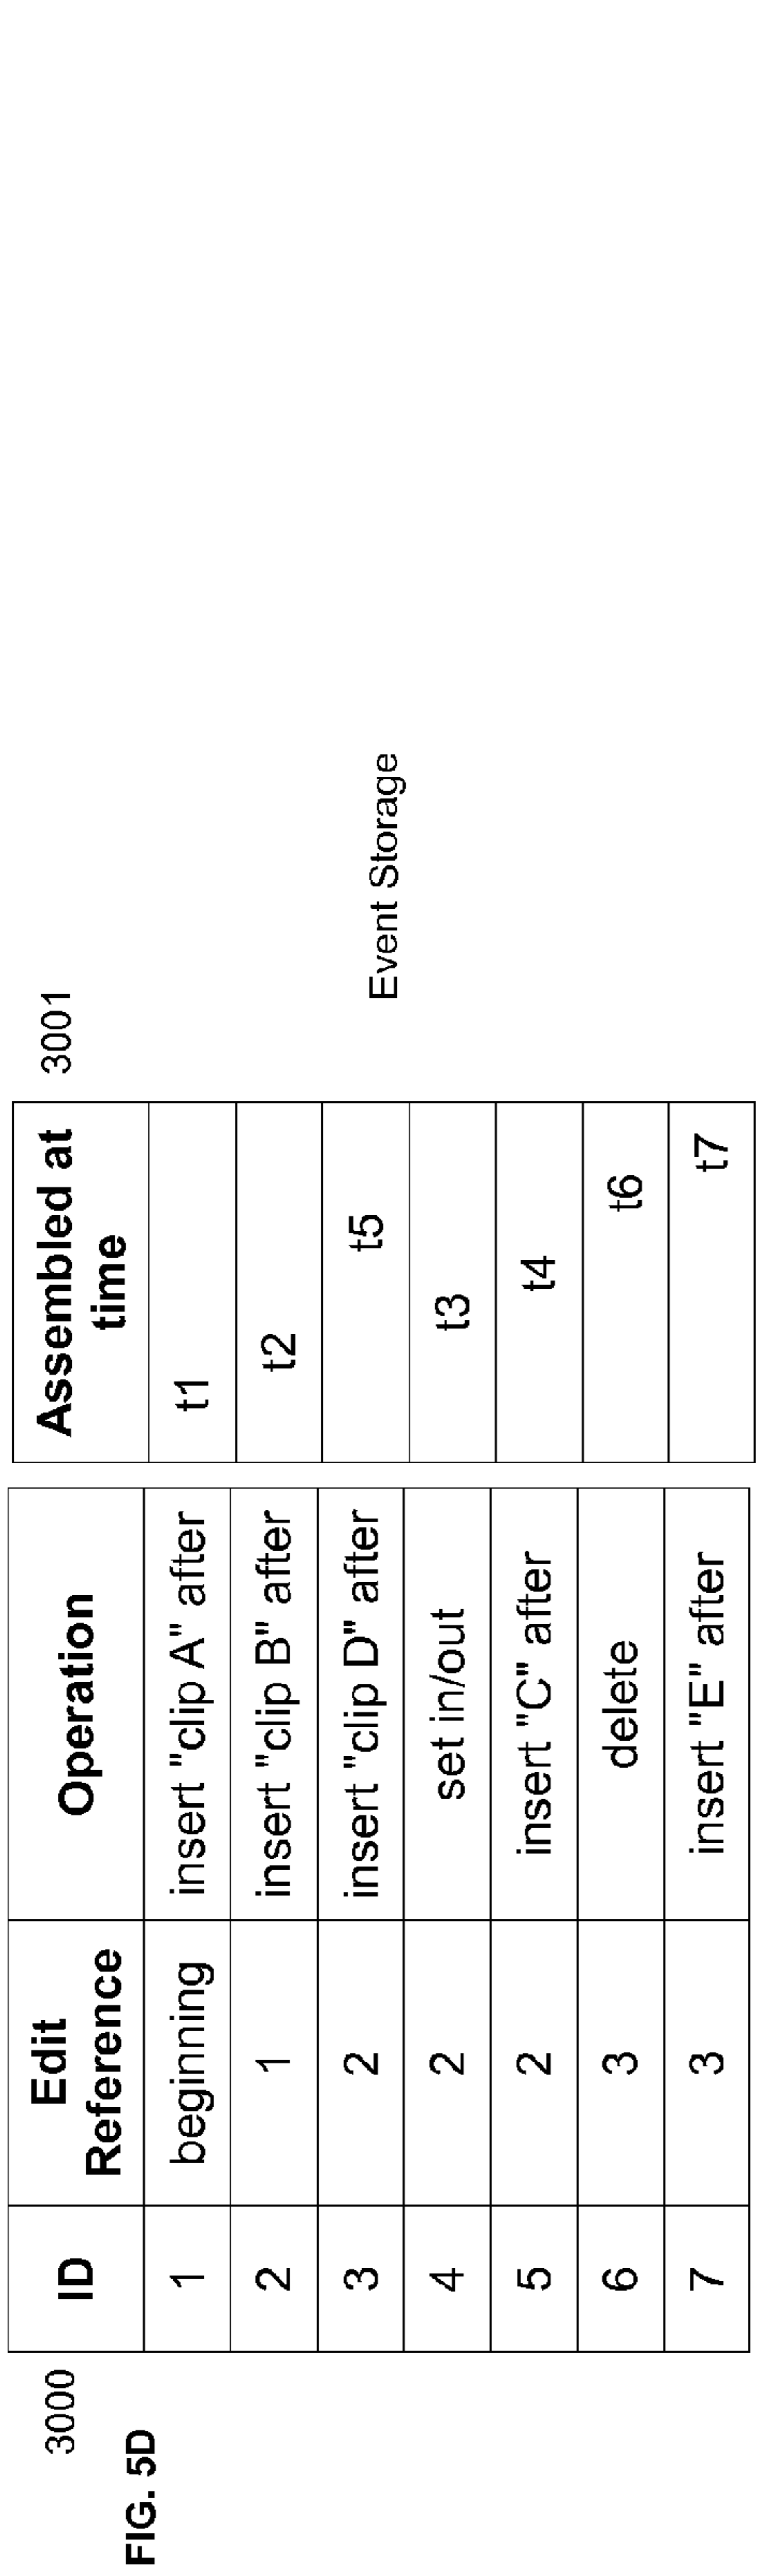 FIG. 5D
3000
ID Edit Reference Operation Assembled at time 3001
1 beginning insert "clip A" after t1
2 1 insert "clip B" after t2
3 2 insert "clip D" after t5
4 2 set in/out t3
5 2 insert "C" after t4
6 3 delete t6
7 3 insert "E" after t7
Event Storage